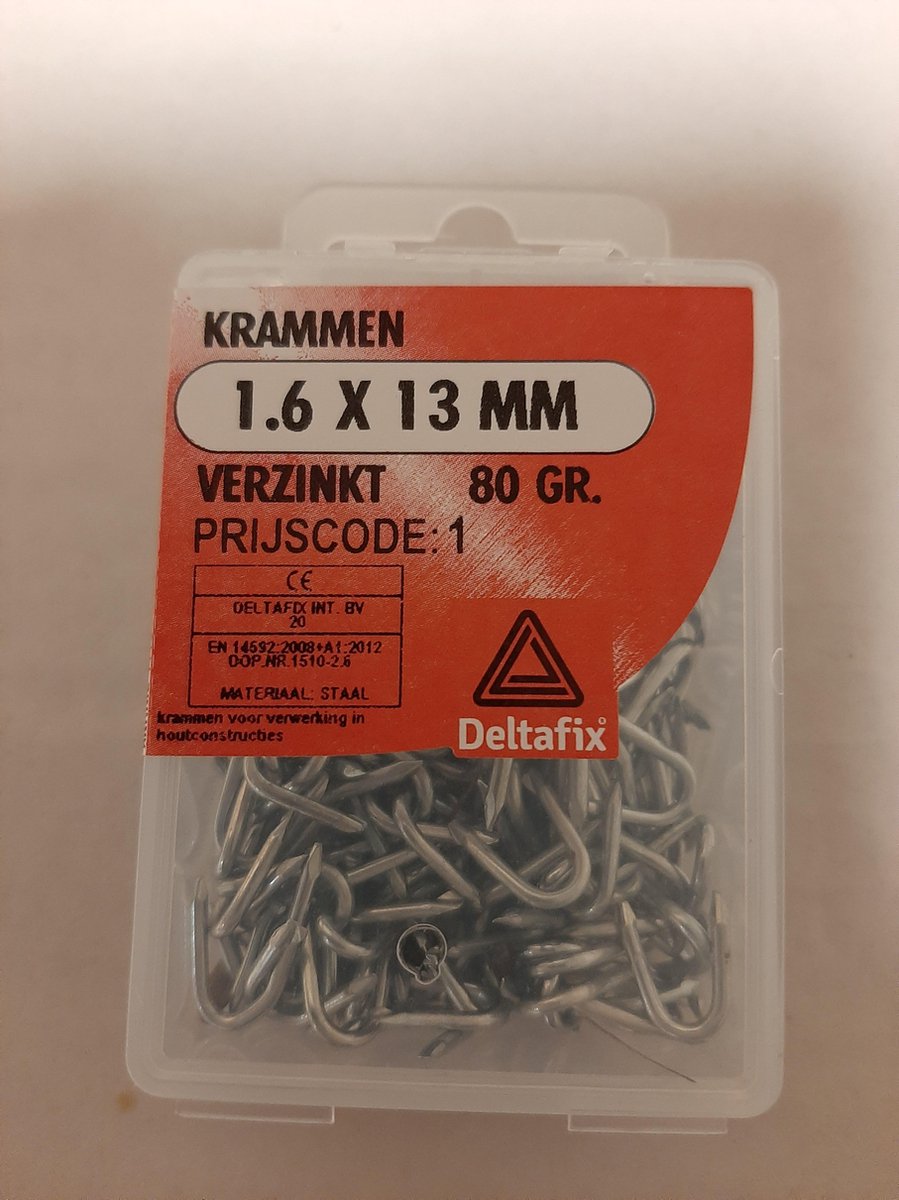 KRAMMEN
1.6 X 13 MM
VERZINKT 80 GR.
PRIJSCODE: 1
CE
DELTAFIX INT. BV
20
EN 14592:2008+A1:2012
DOP.NR.1510-2.6
MATERIAAL: STAAL
krammen voor verwerking in
houtconstructies
Deltafix